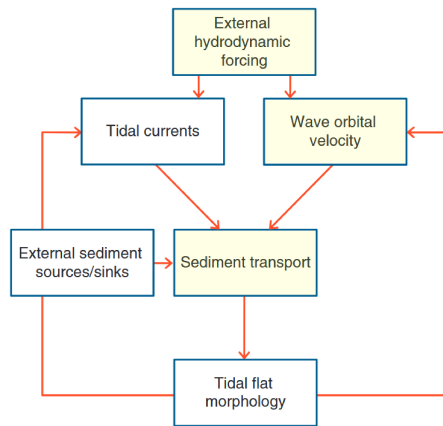 External
hydrodynamic
forcing
Tidal currents
Wave orbital
velocity
External sediment
sources/sinks
Sediment transport
Tidal flat
morphology